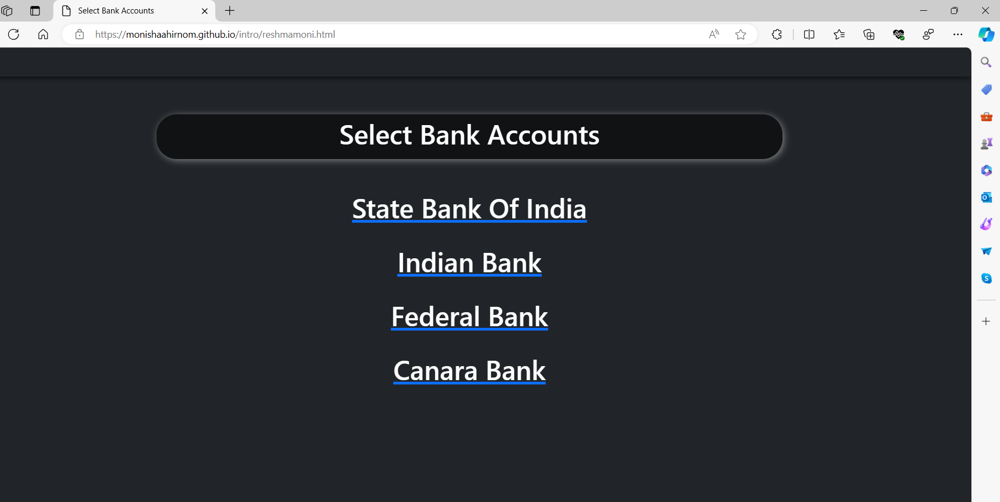 Select Bank Accounts
https://monishaahirnom.github.io/intro/reshmamoni.html
Select Bank Accounts
State Bank Of India
Indian Bank
Federal Bank
Canara Bank